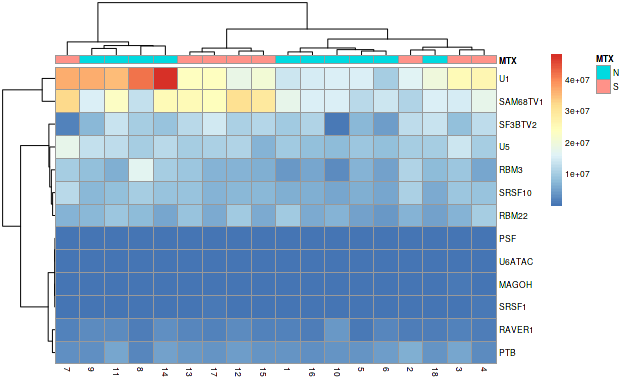 MTX
U1
SAM68TV1
SF3BTV2
U5
RBM3
SRSF10
RBM22
PSF
U6ATAC
MAGOH
SRSF1
RAVER1
PTB
7 9 11 8 14 13 17 12 15 1 16 10 5 6 2 18 3 4
4e+07
3e+07
2e+07
1e+07
MTX
N
S